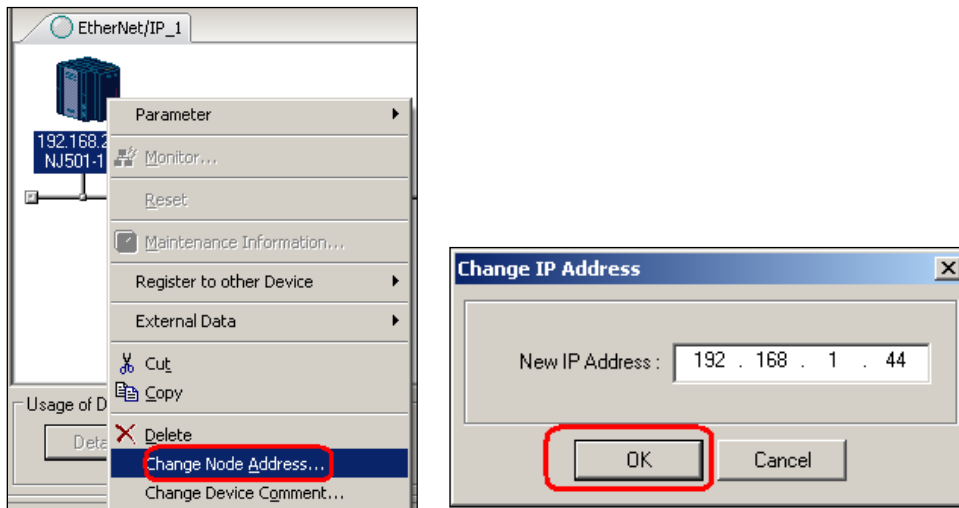 EtherNet/IP_1
192.168.2
NJ501-1
Parameter
Monitor...
Reset
Maintenance Information...
Register to other Device
External Data
Cut
Copy
Delete
Change Node Address...
Change Device Comment...
Usage of D
Deta
Change IP Address
New IP Address : 192 . 168 . 1 . 44
OK Cancel